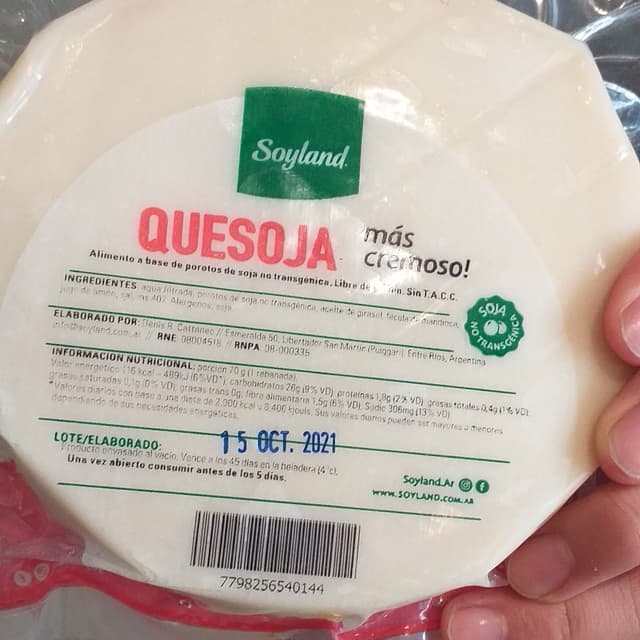 Soyland.
QUESOJA
más
cremoso!
Alimento a base de porotos de soja no transgénica. Libre de Sin T.A.C.C.
INGREDIENTES: agua filtrada, porotos de soja no transgénica, aceite de girasol, fécula de mandioca,
jugo de limón, sal, ins 407. Alergenos: soja.
SOJA
NO TRANSGÉNICA
ELABORADO POR: Denis R. Cattaneo // Esmeralda 50, Libertador San Martín (Puiggari), Entre Ríos, Argentina
info@soyland.com.ar // RNE: 08004518 // RNPA: 08-000335
INFORMACIÓN NUTRICIONAL: porción 70 g (1 rebanada).
Valor energético 116 kcal = 489kJ (6%VD*), carbohidratos 26g (9% VD), proteínas 1,8g (2% VD), grasas totales 0,4g (1% VD),
grasas saturadas 0,1g (0% VD), grasas trans 0g, fibra alimentaria 1,5g (6% VD), Sodio 306mg (13% VD).
*Valores diarios con base a una dieta de 2.000 kcal u 8.400 kjouls. Sus valores diarios pueden ser mayores o menores
dependiendo de sus necesidades energéticas.
LOTE/ELABORADO: 15 OCT. 2021
Producto envasado al vacío. Vence a los 45 días en la heladera (4°c).
Una vez abierto consumir antes de los 5 días.
Soyland.Ar
www.SOYLAND.COM.AR
7798256540144